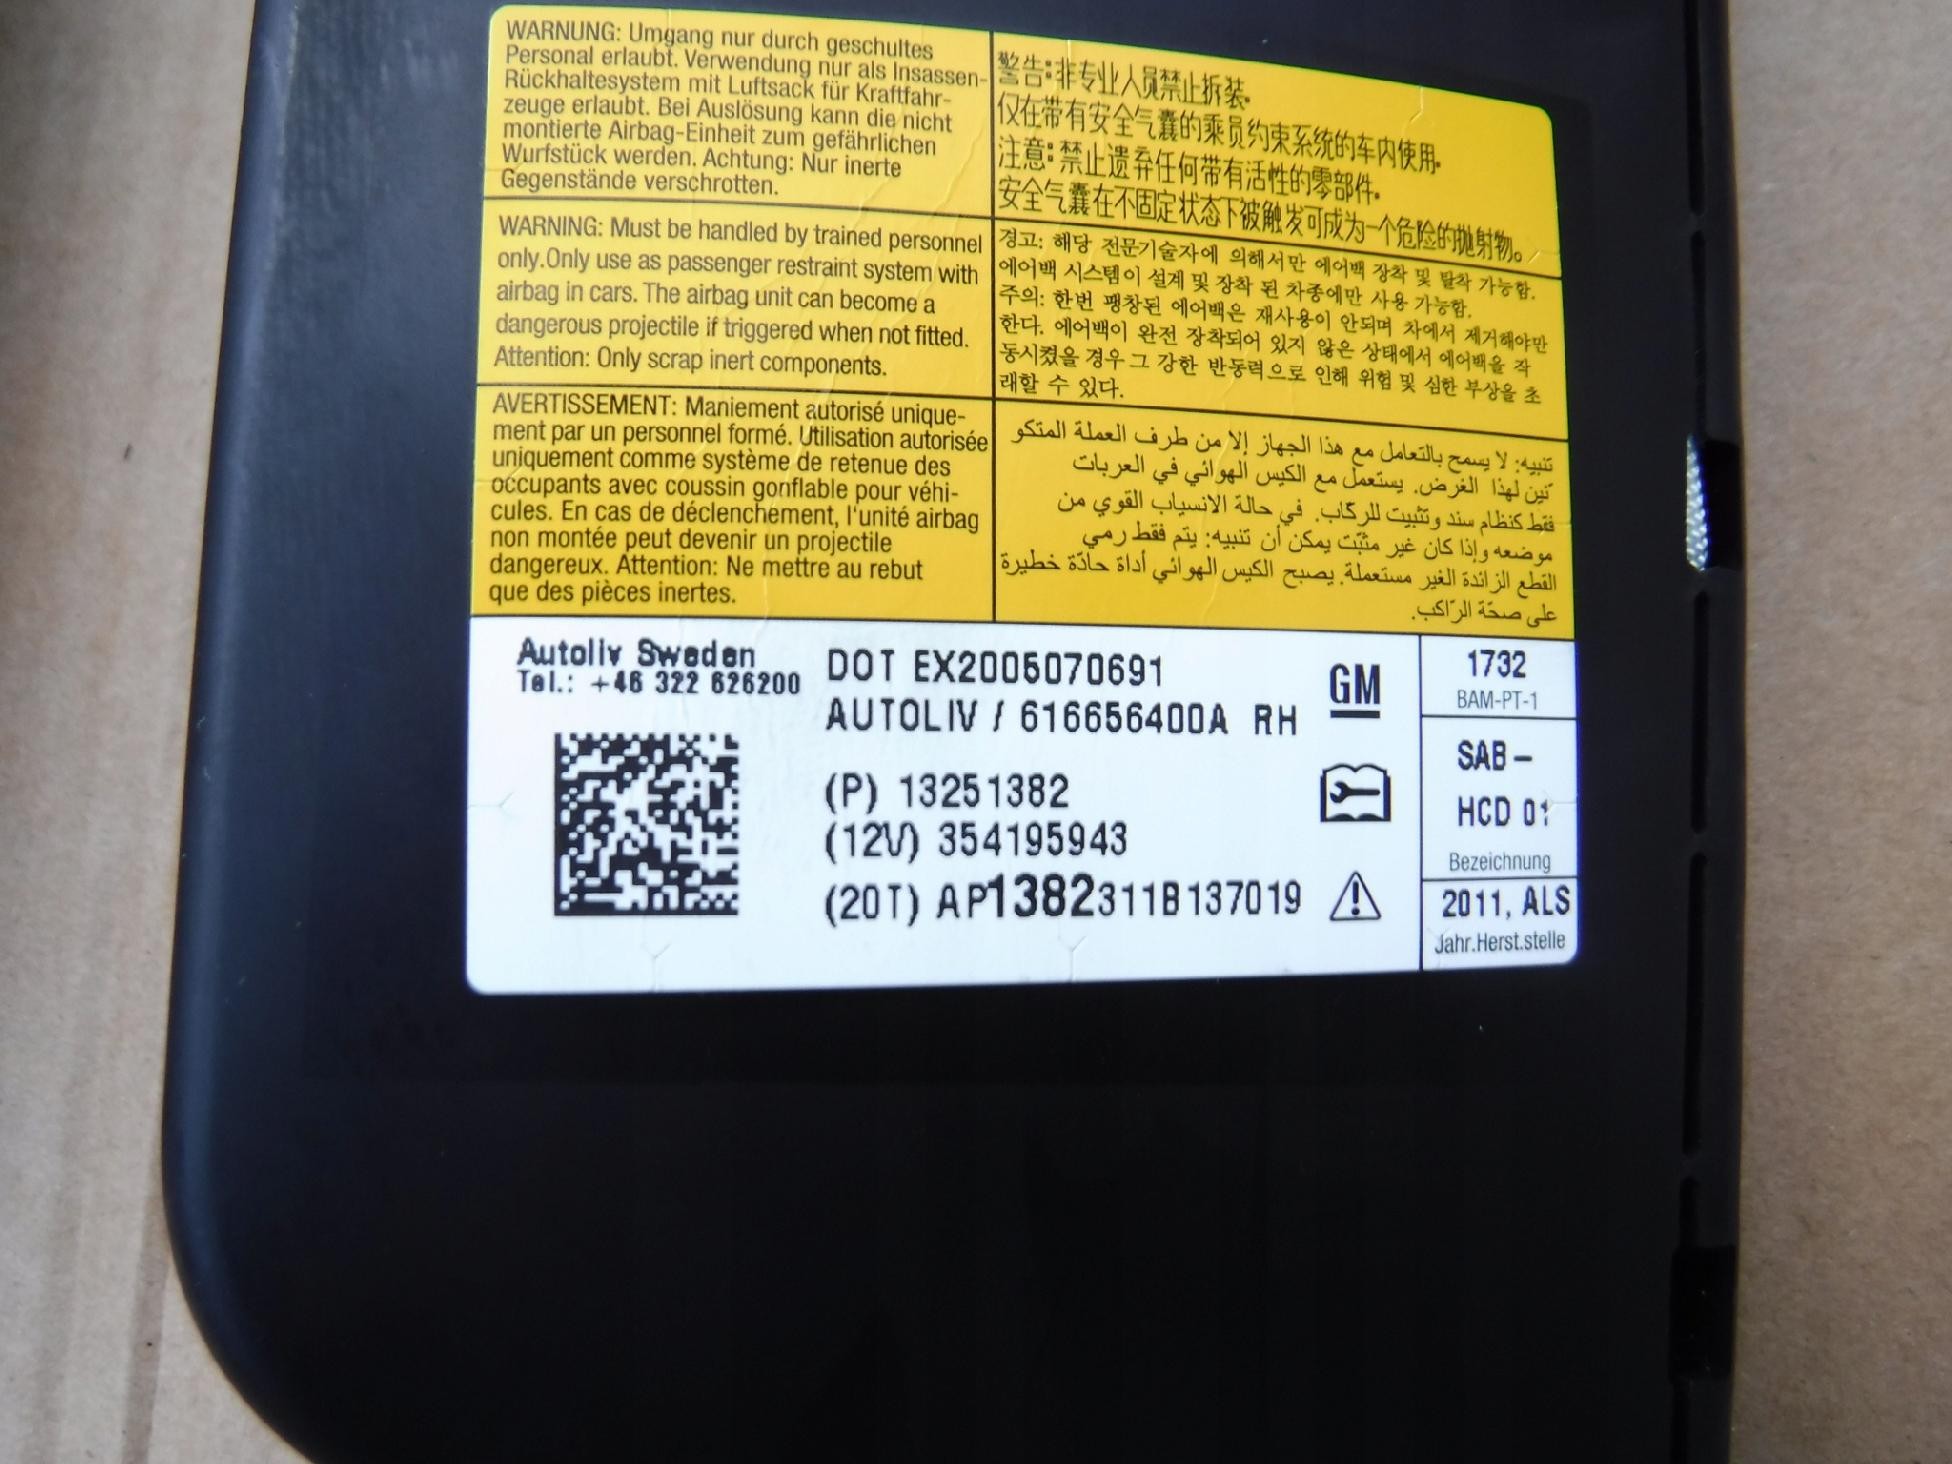 WARNUNG: Umgang nur durch geschultes
Personal erlaubt. Verwendung nur als Insassen-
Rückhaltesystem mit Luftsack für Kraftfahr-
zeuge erlaubt. Bei Auslösung kann die nicht
montierte Airbag-Einheit zum gefährlichen
Wurfstück werden. Achtung: Nur inerte
Gegenstände verschrotten.
WARNING: Must be handled by trained personnel
only.Only use as passenger restraint system with
airbag in cars. The airbag unit can become a
dangerous projectile if triggered when not fitted.
Attention: Only scrap inert components.
AVERTISSEMENT: Maniement autorisé unique-
ment par un personnel formé. Utilisation autorisée
uniquement comme système de retenue des
occupants avec coussin gonflable pour véhi-
cules. En cas de déclenchement, l'unité airbag
non montée peut devenir un projectile
dangereux. Attention: Ne mettre au rebut
que des pièces inertes.
警告:非专业人员禁止拆装。
仅在带有安全气囊的乘员约束系统的车内使用。
注意:禁止遗弃任何带有活性的零部件。
安全气囊在不固定状态下被触发可成为一个危险的抛射物。
경고: 해당 전문기술자에 의해서만 에어백 장착 및 탈착 가능함.
에어백 시스템이 설계 및 장착 된 차종에만 사용 가능함.
주의: 한번 팽창된 에어백은 재사용이 안되며 차에서 제거해야만
한다. 에어백이 완전 장착되어 있지 않은 상태에서 에어백을 작
동시켰을 경우 그 강한 반동력으로 인해 위험 및 심한 부상을 초
래할 수 있다.
تنبيه: لا يسمح بالتعامل مع هذا الجهاز إلا من طرف العملة المتكو
نين لهذا الغرض. يستعمل مع الكيس الهوائي في العربات
فقط كنظام سند وتثبيت للركّاب. في حالة الانسياب القوي من
موضعه وإذا كان غير مثبّت يمكن أن تنبيه: يتم فقط رمي
القطع الزائدة الغير مستعملة. يصبح الكيس الهوائي أداة حادّة خطيرة
على صحّة الرّاكب.
Autoliv Sweden
Tel.: +46 322 626200
DOT EX2005070691
AUTOLIV / 616656400A RH
(P) 13251382
(12V) 354195943
(20T) AP1382311B137019
GM
1732
BAM-PT-1
SAB-
HCD 01
Bezeichnung
2011, ALS
Jahr.Herst.stelle